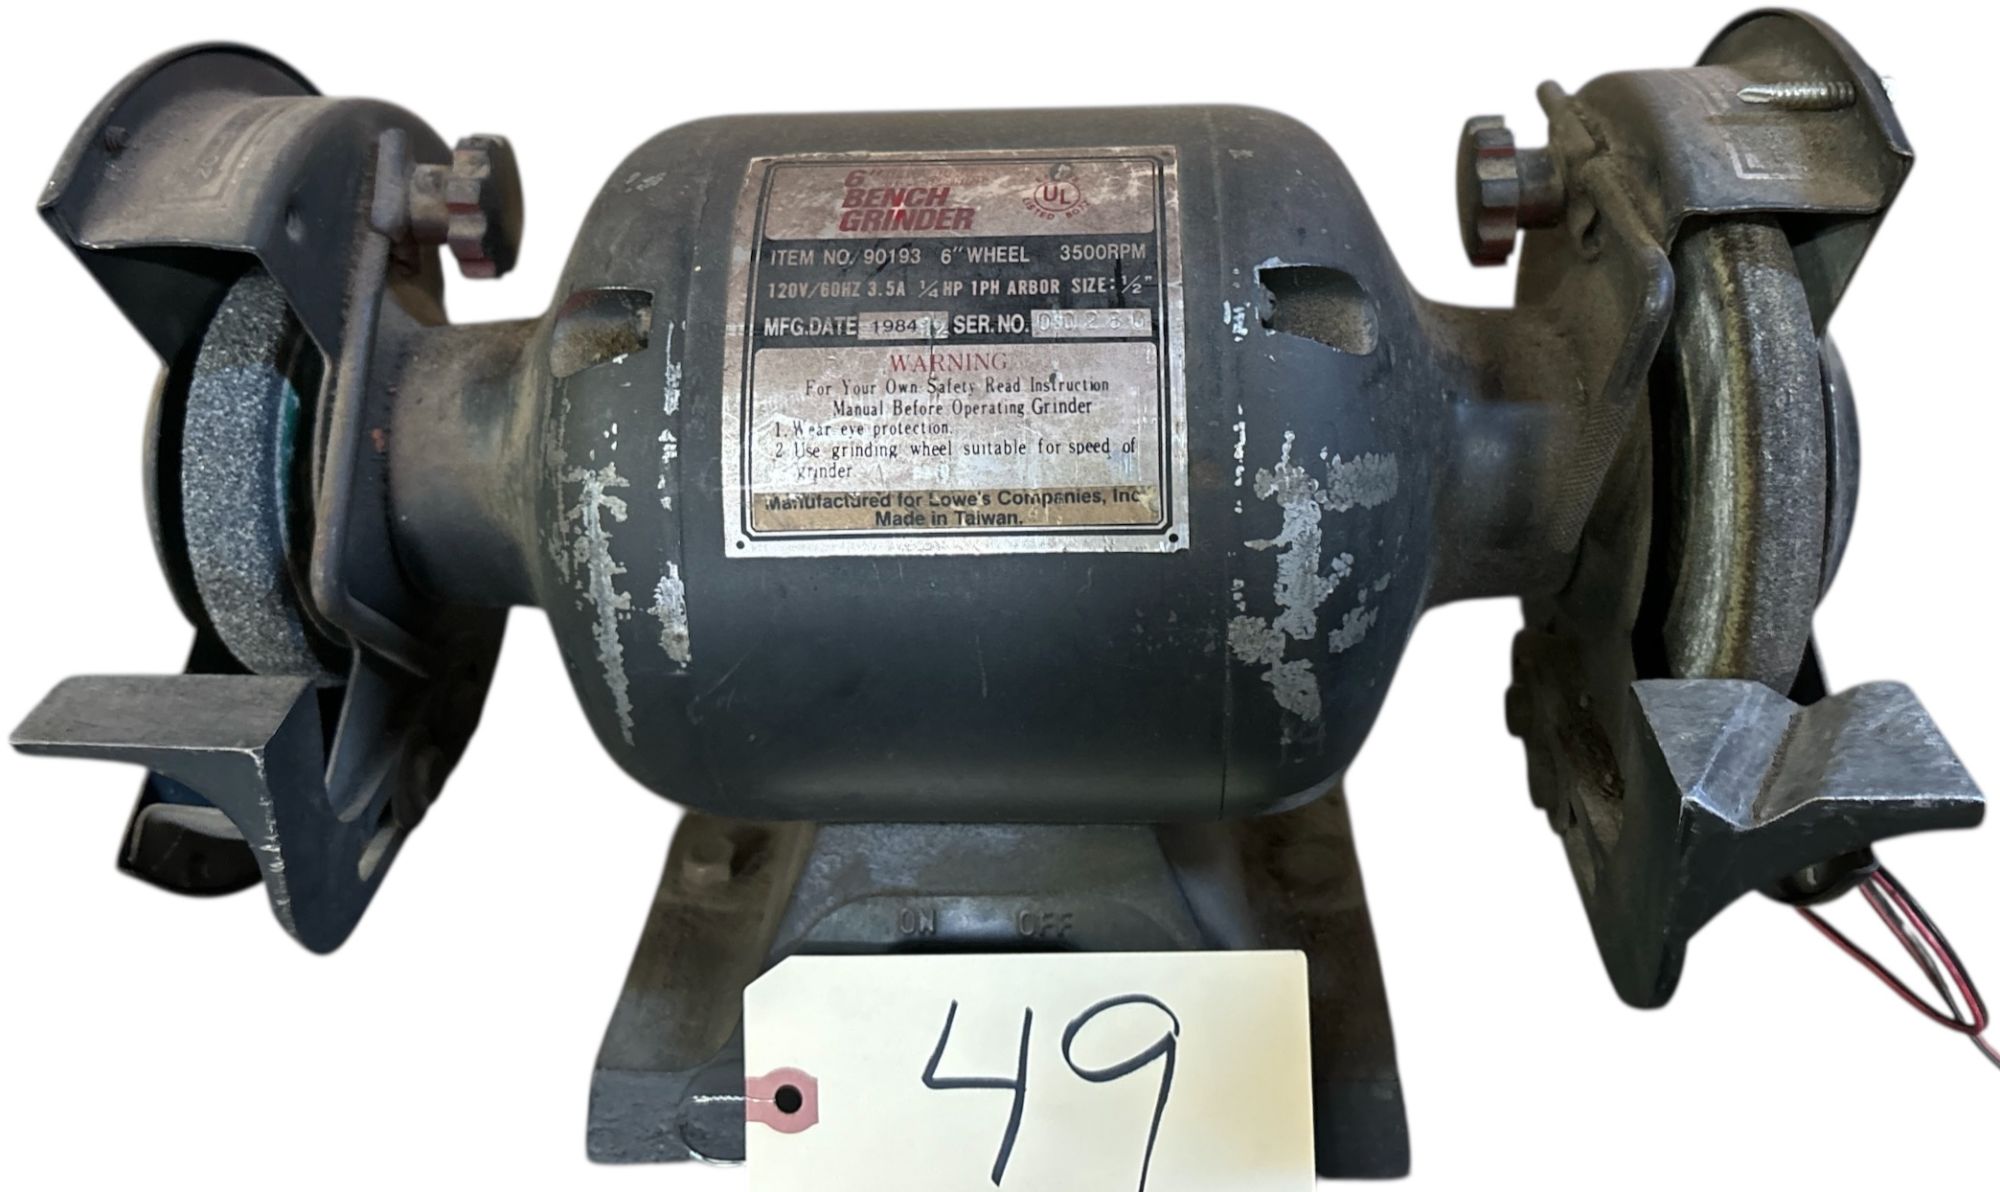 6"
BENCH
GRINDER
UL
LISTED
ITEM NO. 90193 6" WHEEL 3500RPM
120V/60HZ 3.5A 1/4 HP 1PH ARBOR SIZE: 1/2"
MFG.DATE 1984 SER. NO.
WARNING
For Your Own Safety Read Instruction
Manual Before Operating Grinder
1. Wear eye protection.
2. Use grinding wheel suitable for speed of
grinder
Manufactured for Lowe's Companies, Inc
Made in Taiwan.
ON OFF
49